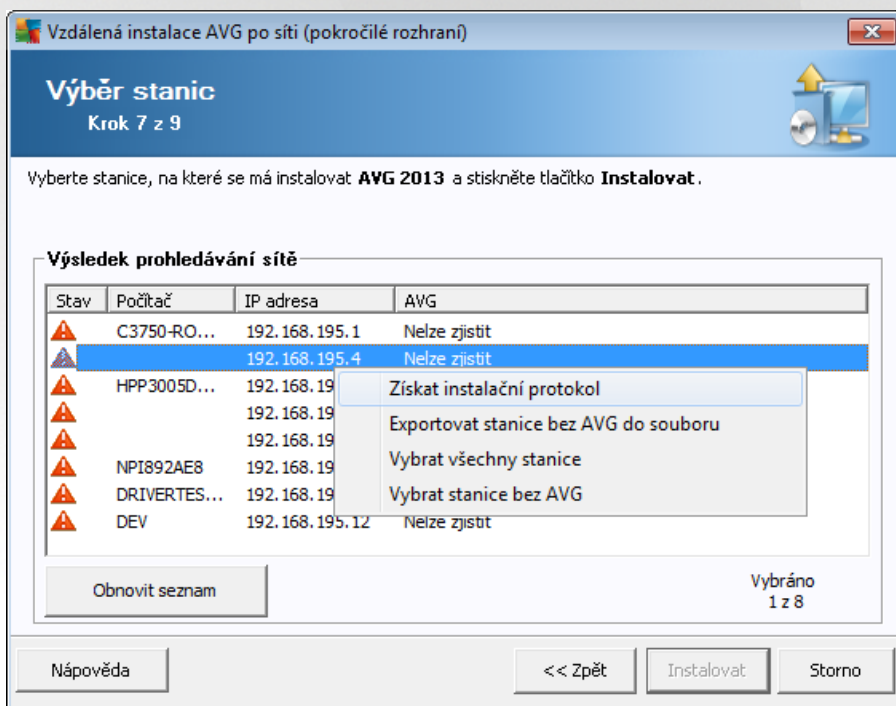 Vzdálená instalace AVG po síti (pokročilé rozhraní)
Výběr stanic
Krok 7 z 9
Vyberte stanice, na které se má instalovat AVG 2013 a stiskněte tlačítko Instalovat.
Výsledek prohledávání sítě
Stav Počítač IP adresa AVG
C3750-RO... 192.168.195.1 Nelze zjistit
192.168.195.4 Nelze zjistit
HPP3005D... 192.168.19
192.168.19
192.168.19
NPI892AE8 192.168.19
DRIVERTES... 192.168.19
DEV 192.168.195.12 Nelze zjistit
Získat instalační protokol
Exportovat stanice bez AVG do souboru
Vybrat všechny stanice
Vybrat stanice bez AVG
Obnovit seznam
Vybráno
1 z 8
Nápověda << Zpět Instalovat Storno